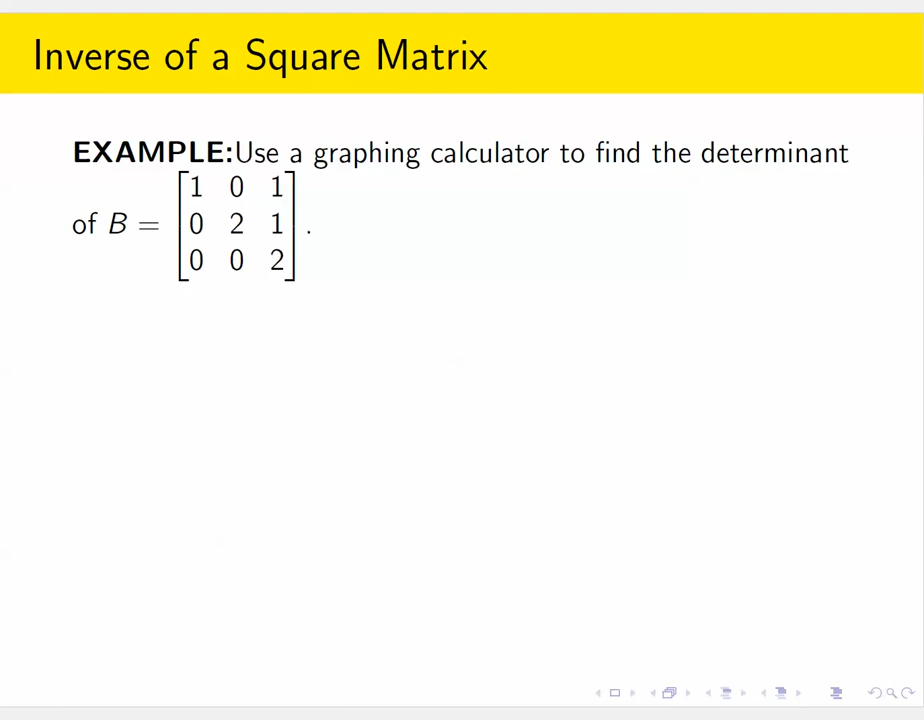 Inverse of a Square Matrix
EXAMPLE:Use a graphing calculator to find the determinant
of B = [1 0 1
0 2 1
0 0 2] .